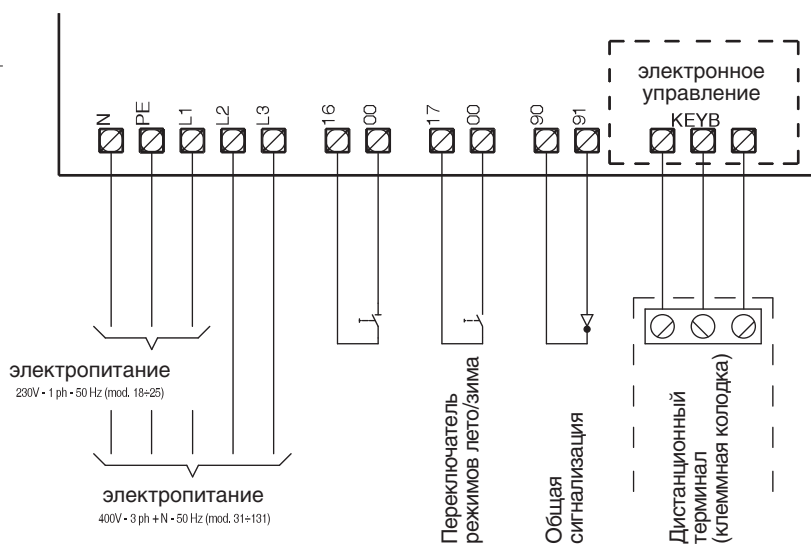 N
PE
L1
L2
L3
16
00
17
00
90
91
электронное
управление
KEYB
электропитание
230V - 1 ph - 50 Hz (mod. 18÷25)
электропитание
400V - 3 ph + N - 50 Hz (mod. 31÷131)
Переключатель
режимов лето/зима
Общая
сигнализация
Дистанционный
терминал
(клеммная колодка)